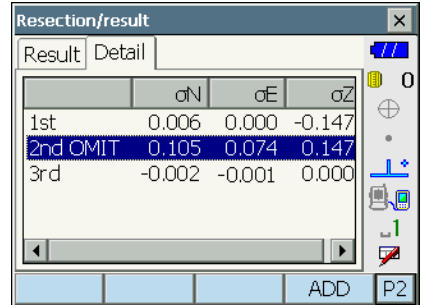 Resection/result
Result Detail
0
σN σE σZ
1st 0.006 0.000 -0.147
2nd OMIT 0.105 0.074 0.147
3rd -0.002 -0.001 0.000
1
ADD P2